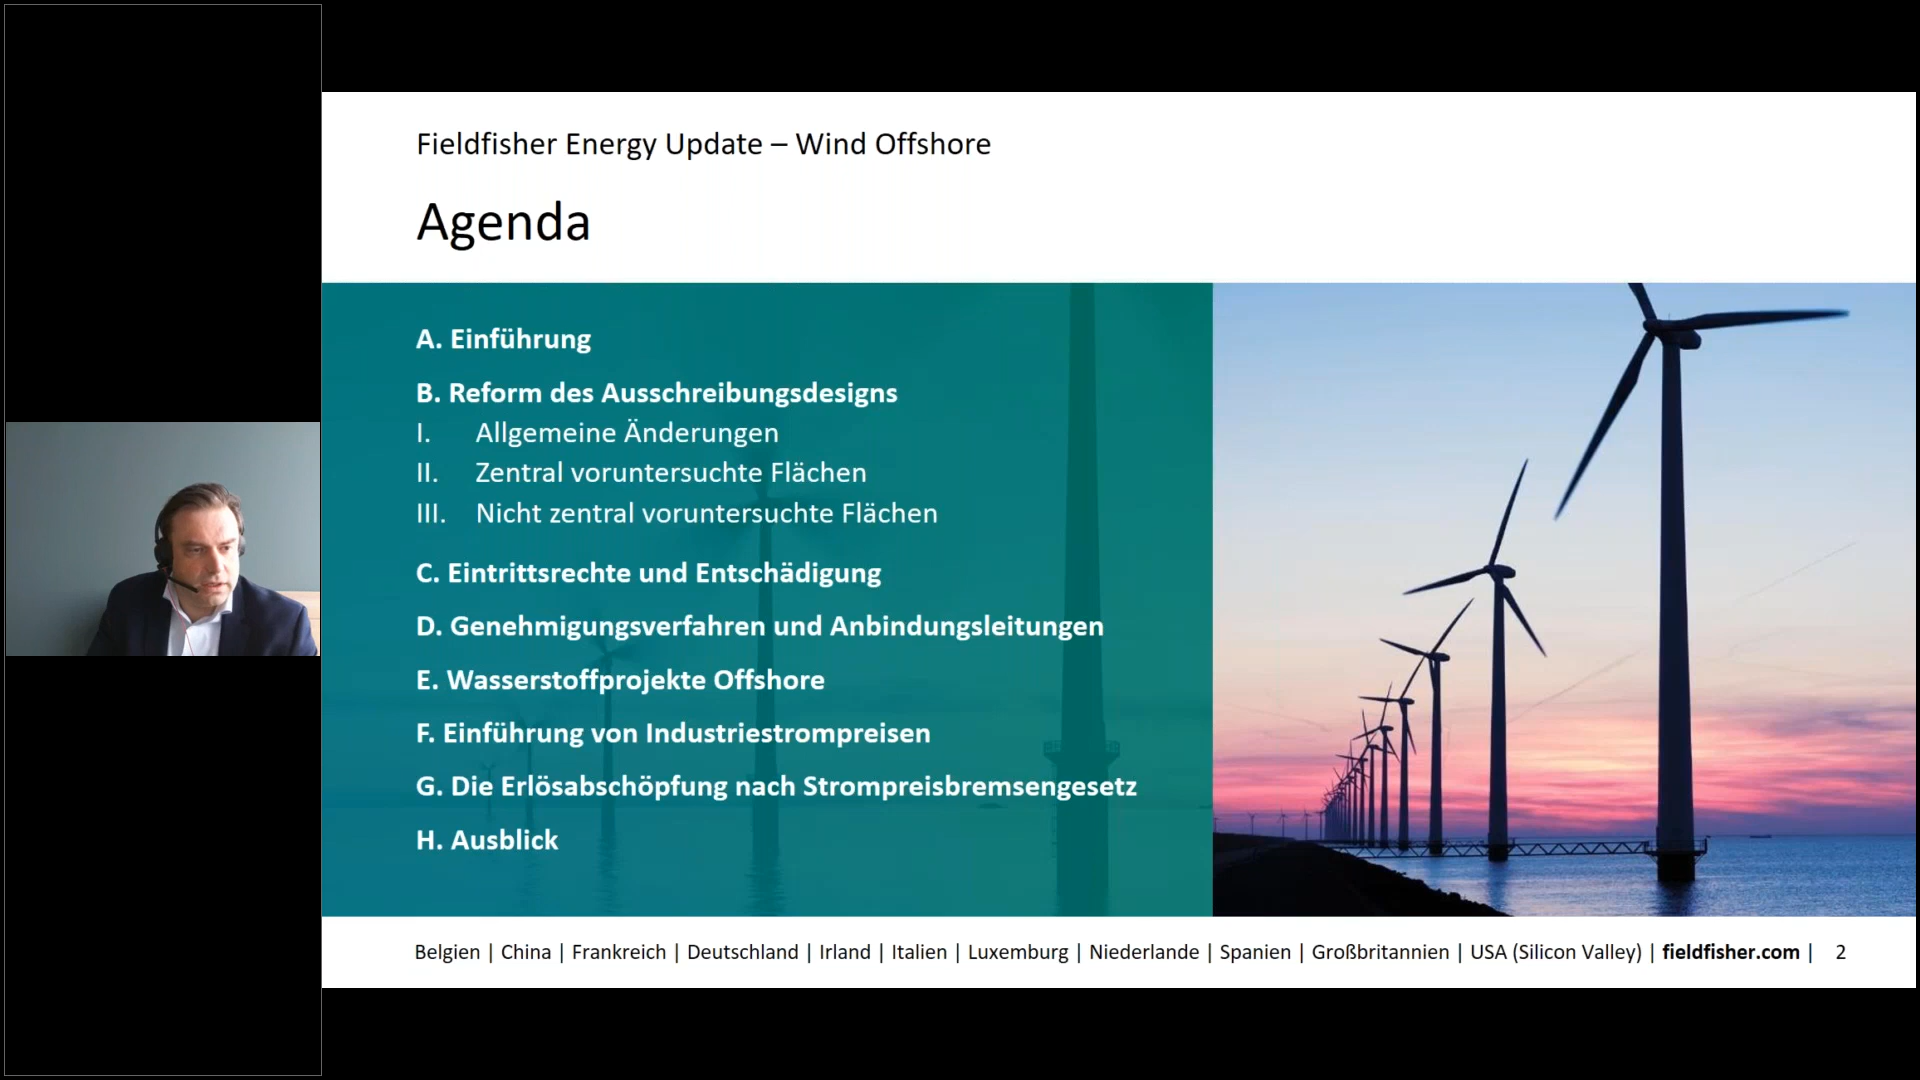 Fieldfisher Energy Update – Wind Offshore
Agenda
A. Einführung
B. Reform des Ausschreibungsdesigns
I. Allgemeine Änderungen
II. Zentral voruntersuchte Flächen
III. Nicht zentral voruntersuchte Flächen
C. Eintrittsrechte und Entschädigung
D. Genehmigungsverfahren und Anbindungsleitungen
E. Wasserstoffprojekte Offshore
F. Einführung von Industriestrompreisen
G. Die Erlösabschöpfung nach Strompreisbremsengesetz
H. Ausblick
Belgien | China | Frankreich | Deutschland | Irland | Italien | Luxemburg | Niederlande | Spanien | Großbritannien | USA (Silicon Valley) | fieldfisher.com | 2